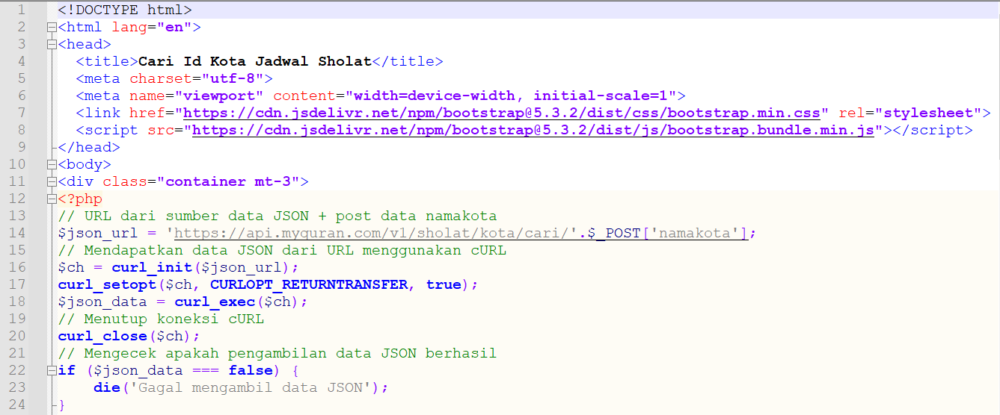 1 <!DOCTYPE html>
2 <html lang="en">
3 <head>
4 <title>Cari Id Kota Jadwal Sholat</title>
5 <meta charset="utf-8">
6 <meta name="viewport" content="width=device-width, initial-scale=1">
7 <link href="https://cdn.jsdelivr.net/npm/bootstrap@5.3.2/dist/css/bootstrap.min.css" rel="stylesheet">
8 <script src="https://cdn.jsdelivr.net/npm/bootstrap@5.3.2/dist/js/bootstrap.bundle.min.js"></script>
9 </head>
10 <body>
11 <div class="container mt-3">
12 <?php
13 // URL dari sumber data JSON + post data namakota
14 $json_url = 'https://api.myquran.com/v1/sholat/kota/cari/'.$_POST['namakota'];
15 // Mendapatkan data JSON dari URL menggunakan cURL
16 $ch = curl_init($json_url);
17 curl_setopt($ch, CURLOPT_RETURNTRANSFER, true);
18 $json_data = curl_exec($ch);
19 // Menutup koneksi cURL
20 curl_close($ch);
21 // Mengecek apakah pengambilan data JSON berhasil
22 if ($json_data === false) {
23 die('Gagal mengambil data JSON');
24 }